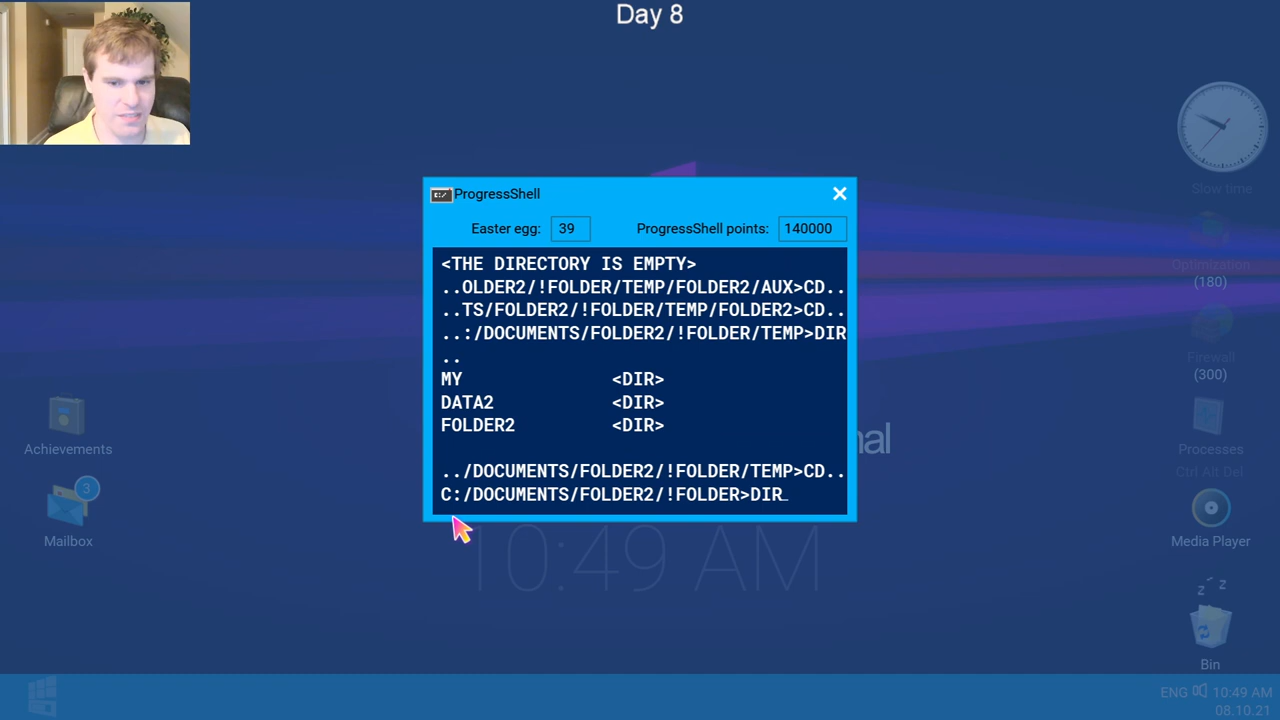 Day 8
ProgressShell
Easter egg: 39 ProgressShell points: 140000
<THE DIRECTORY IS EMPTY>
..OLDER2/!FOLDER/TEMP/FOLDER2/AUX>CD..
..TS/FOLDER2/!FOLDER/TEMP/FOLDER2>CD..
..:/DOCUMENTS/FOLDER2/!FOLDER/TEMP>DIR
..
MY <DIR>
DATA2 <DIR>
FOLDER2 <DIR>
../DOCUMENTS/FOLDER2/!FOLDER/TEMP>CD..
C:/DOCUMENTS/FOLDER2/!FOLDER>DIR_
nal
10:49 AM
Achievements
3
Mailbox
Slow time
Optimization
(180)
Firewall
(300)
Processes
Ctrl Alt Del
Media Player
z z z
Bin
ENG 10:49 AM
08.10.21